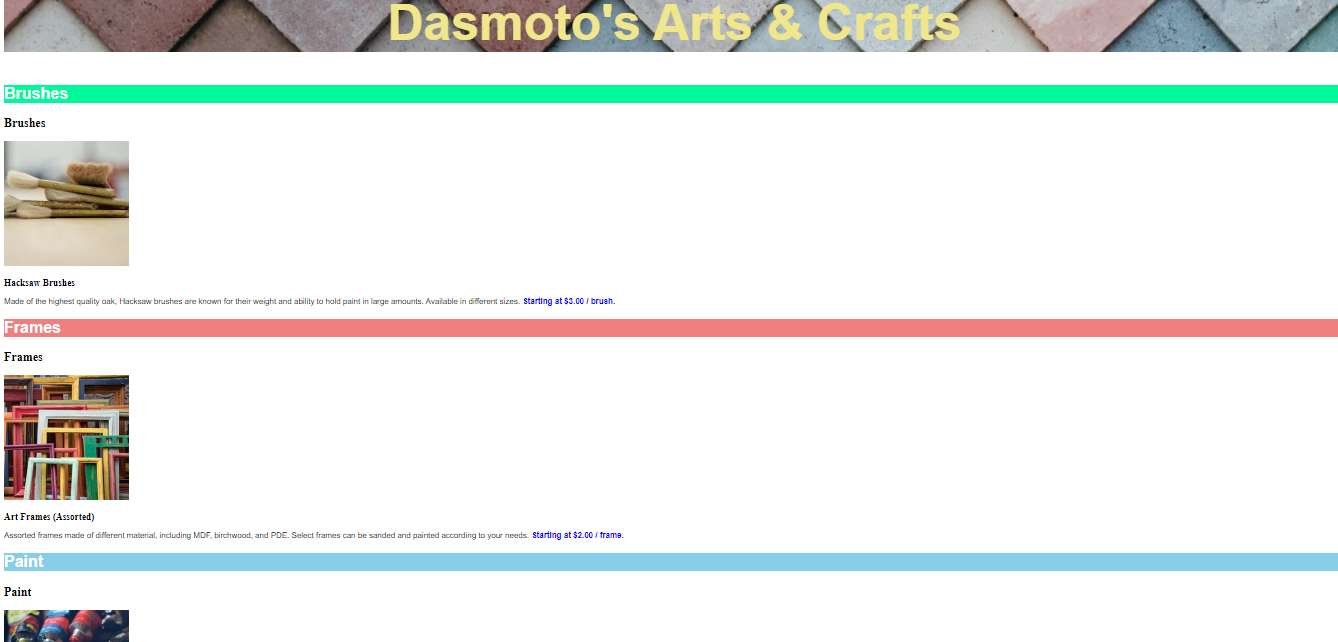 Dasmoto's Arts & Crafts
Brushes
Brushes
Hacksaw Brushes
Made of the highest quality oak, Hacksaw brushes are known for their weight and ability to hold paint in large amounts. Available in different sizes. Starting at $3.00 / brush.
Frames
Frames
Art Frames (Assorted)
Assorted frames made of different material, including MDF, birchwood, and PDE. Select frames can be sanded and painted according to your needs. Starting at $2.00 / frame.
Paint
Paint